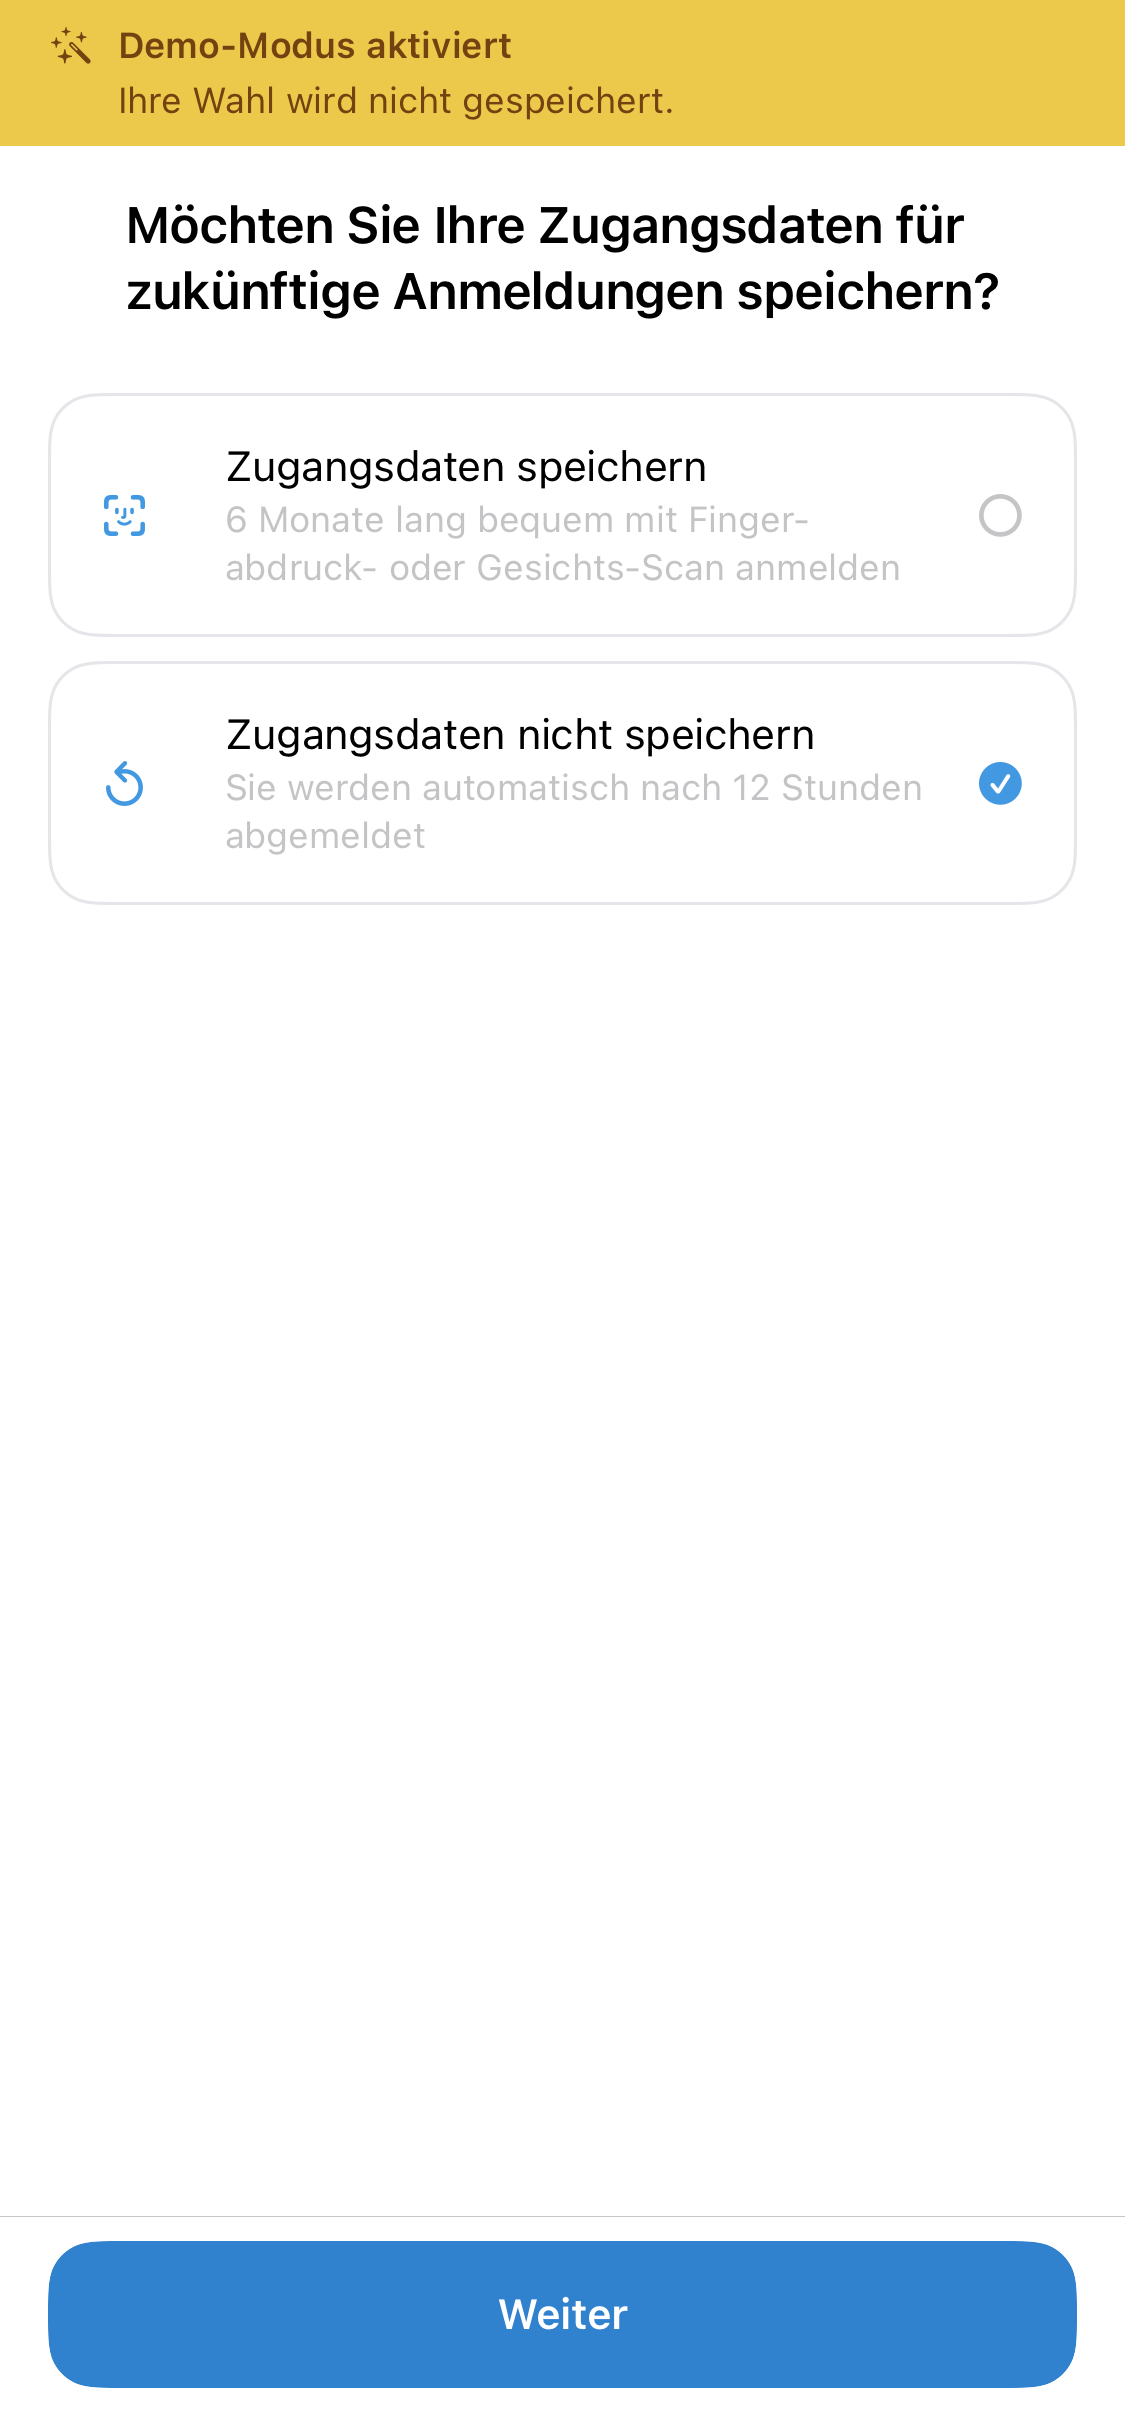 Demo-Modus aktiviert
Ihre Wahl wird nicht gespeichert.
Möchten Sie Ihre Zugangsdaten für
zukünftige Anmeldungen speichern?
Zugangsdaten speichern
6 Monate lang bequem mit Finger-
abdruck- oder Gesichts-Scan anmelden
Zugangsdaten nicht speichern
Sie werden automatisch nach 12 Stunden
abgemeldet
Weiter